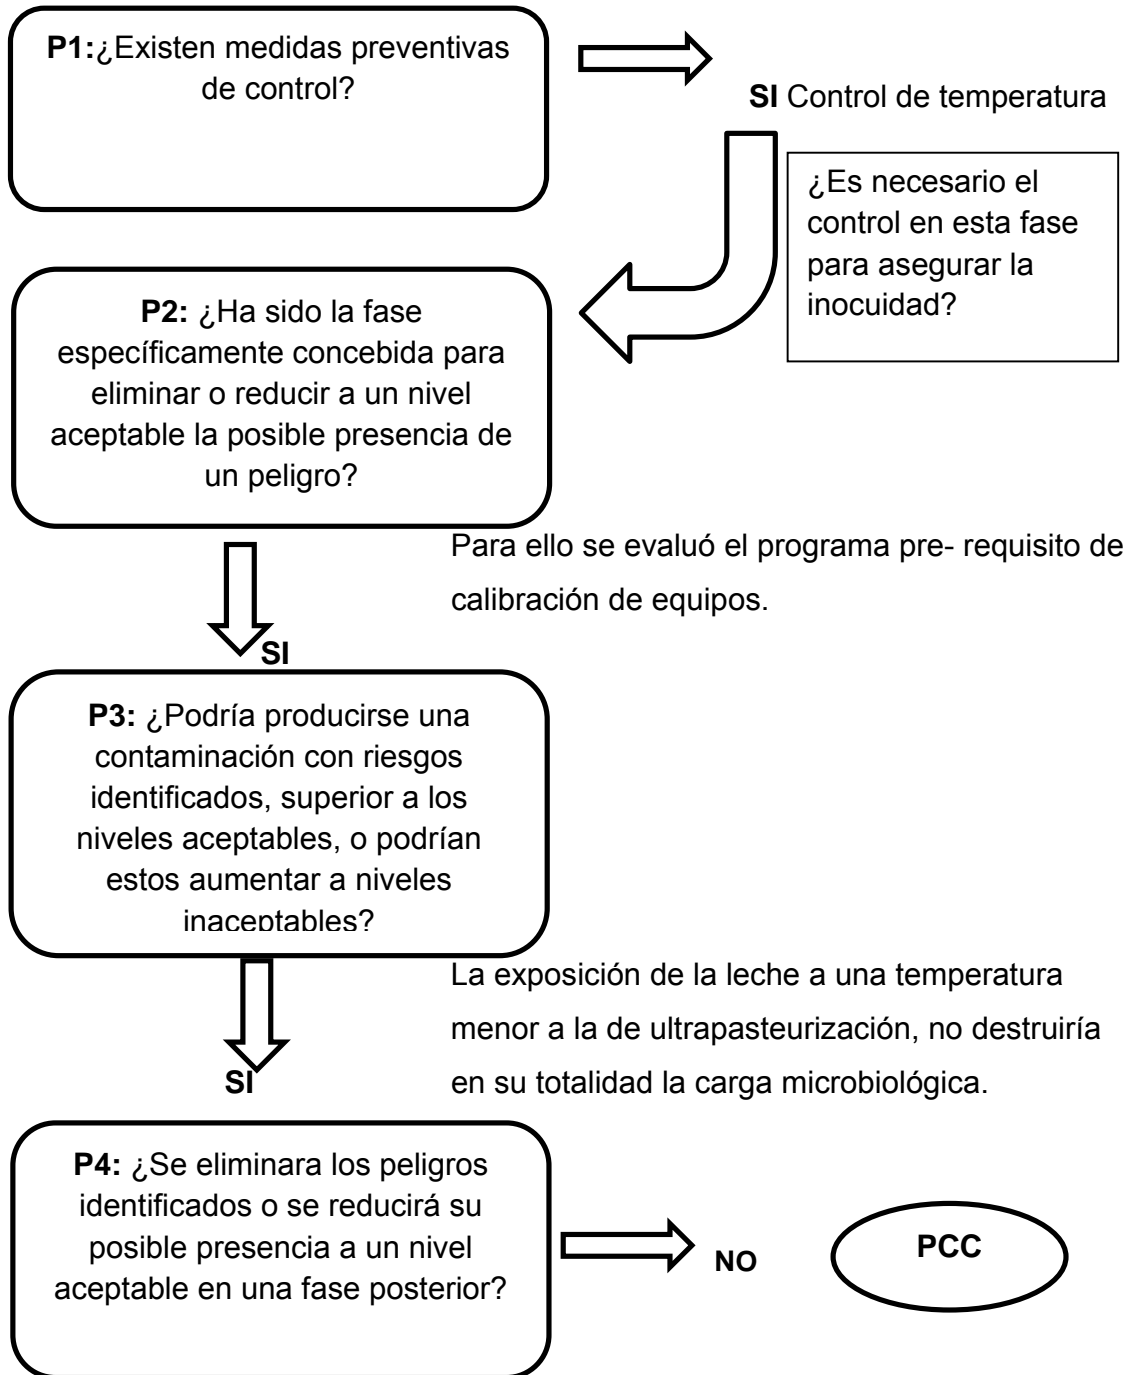 P1:¿Existen medidas preventivas
de control?
SI Control de temperatura
¿Es necesario el
control en esta fase
para asegurar la
inocuidad?
P2: ¿Ha sido la fase
específicamente concebida para
eliminar o reducir a un nivel
aceptable la posible presencia de
un peligro?
Para ello se evaluó el programa pre- requisito de
calibración de equipos.
SI
P3: ¿Podría producirse una
contaminación con riesgos
identificados, superior a los
niveles aceptables, o podrían
estos aumentar a niveles
inaceptables?
La exposición de la leche a una temperatura
menor a la de ultrapasteurización, no destruiría
en su totalidad la carga microbiológica.
SI
P4: ¿Se eliminara los peligros
identificados o se reducirá su
posible presencia a un nivel
aceptable en una fase posterior?
NO
PCC